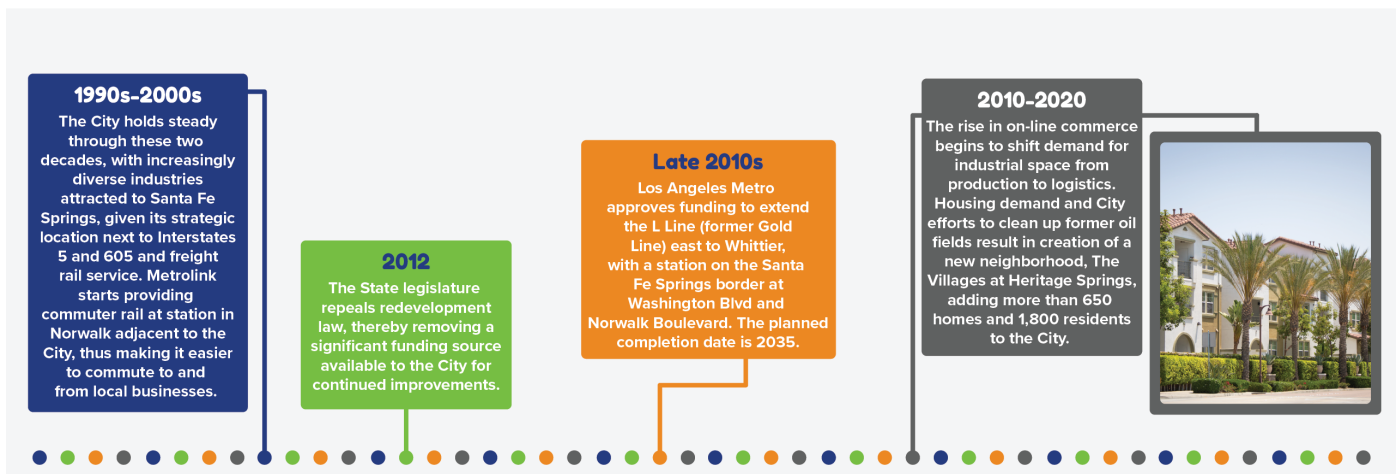 1990s-2000s
The City holds steady
through these two
decades, with increasingly
diverse industries
attracted to Santa Fe
Springs, given its strategic
location next to Interstates
5 and 605 and freight
rail service. Metrolink
starts providing
commuter rail at station in
Norwalk adjacent to the
City, thus making it easier
to commute to and
from local businesses.
2012
The State legislature
repeals redevelopment
law, thereby removing a
significant funding source
available to the City for
continued improvements.
Late 2010s
Los Angeles Metro
approves funding to extend
the L Line (former Gold
Line) east to Whittier,
with a station on the Santa
Fe Springs border at
Washington Blvd and
Norwalk Boulevard. The planned
completion date is 2035.
2010-2020
The rise in on-line commerce
begins to shift demand for
industrial space from
production to logistics.
Housing demand and City
efforts to clean up former oil
fields result in creation of a
new neighborhood, The
Villages at Heritage Springs,
adding more than 650
homes and 1,800 residents
to the City.